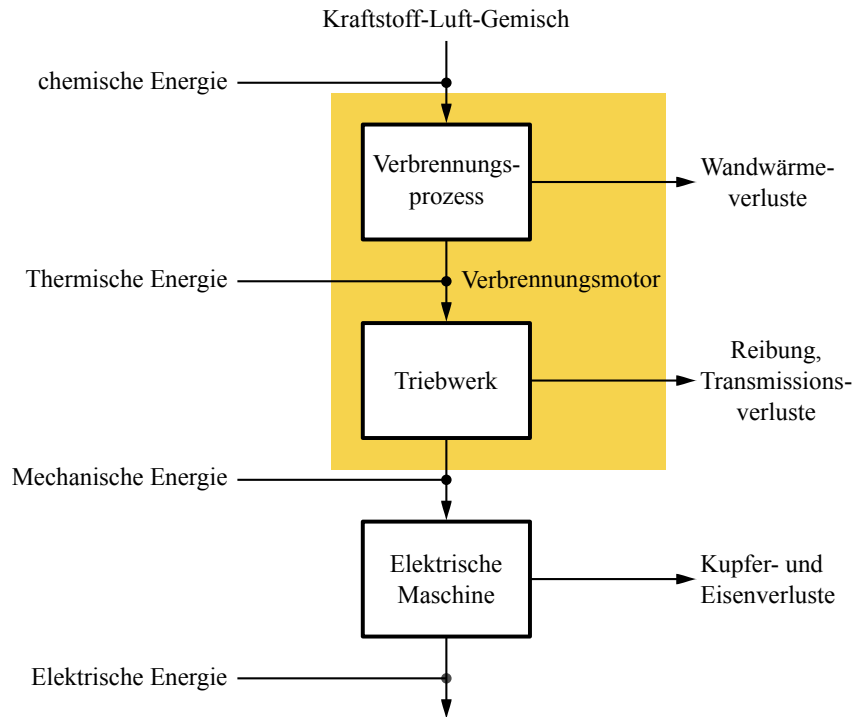 Kraftstoff-Luft-Gemisch
chemische Energie
Verbrennungs-
prozess
Wandwärme-
verluste
Thermische Energie
Verbrennungsmotor
Triebwerk
Reibung,
Transmissions-
verluste
Mechanische Energie
Elektrische
Maschine
Kupfer- und
Eisenverluste
Elektrische Energie